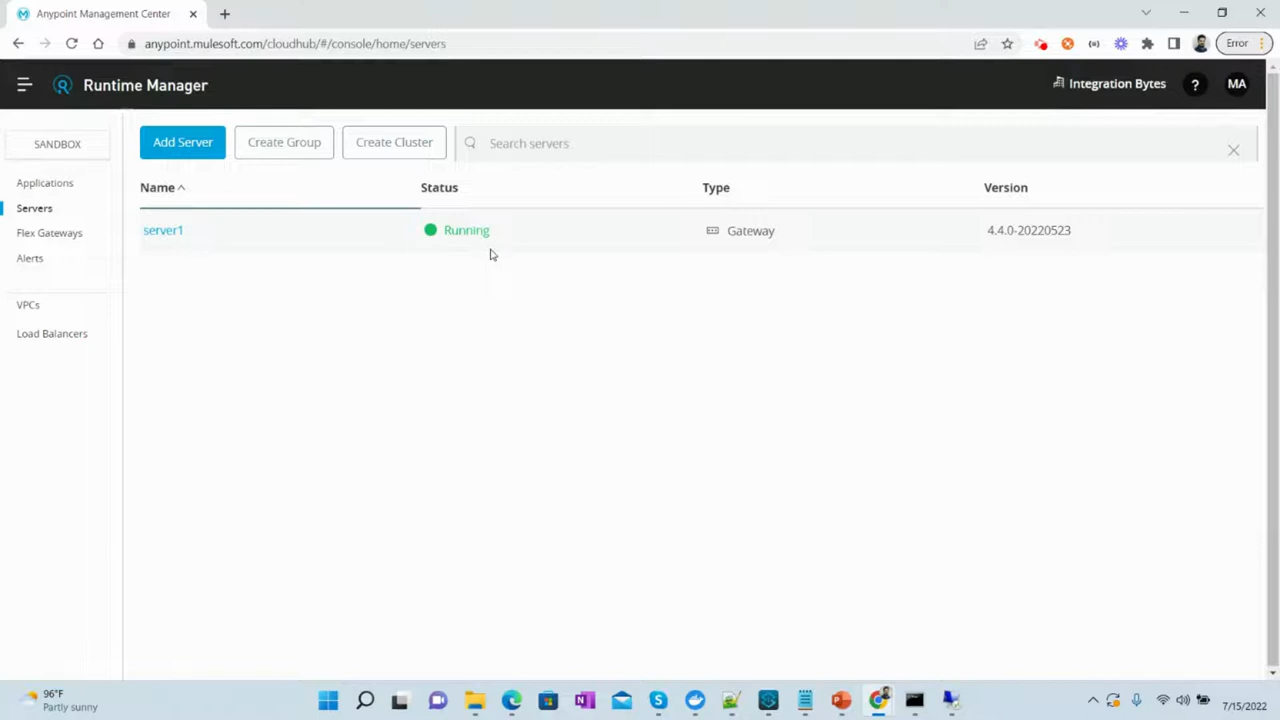 Anypoint Management Center
anypoint.mulesoft.com/cloudhub/#/console/home/servers
Error
Runtime Manager
Integration Bytes
?
MA
SANDBOX
Applications
Servers
Flex Gateways
Alerts
VPCs
Load Balancers
Add Server
Create Group
Create Cluster
Search servers
Name Status Type Version
server1 Running Gateway 4.4.0-20220523
96°F
Partly sunny
7/15/2022